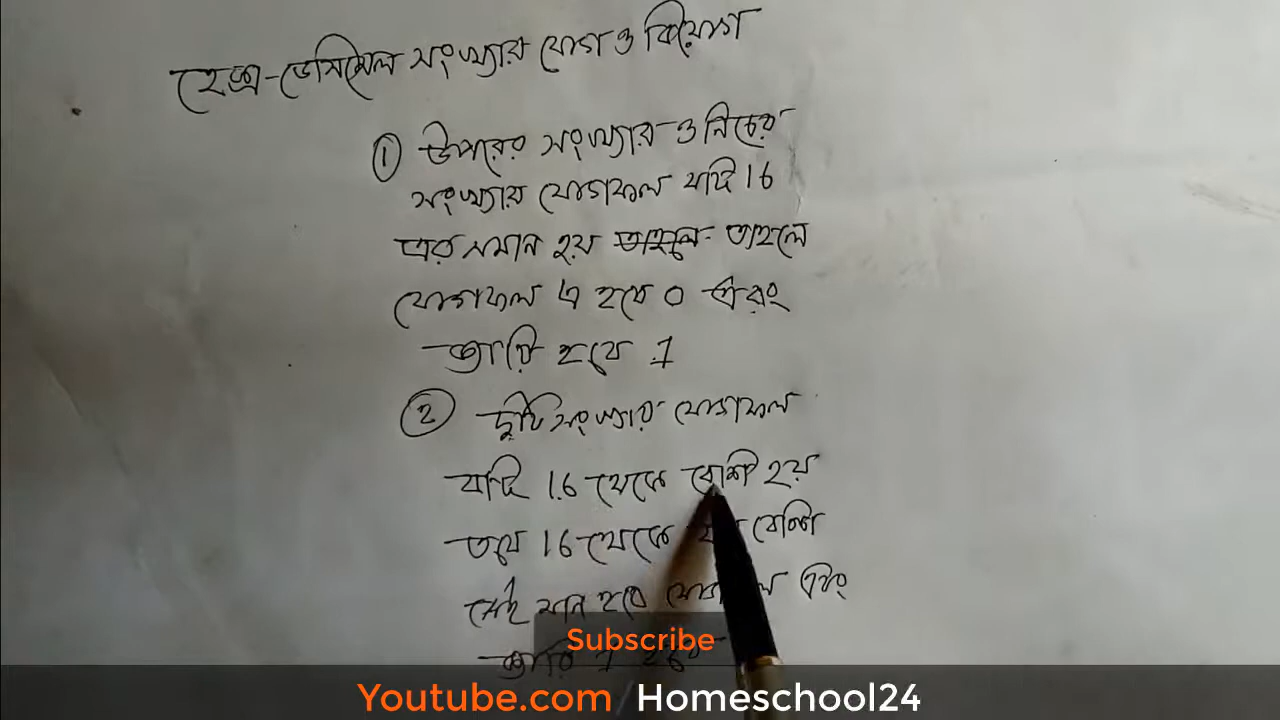 হেক্সা-ডেসিমেল সংখ্যার যোগ ও বিয়োগ
① উপরের সংখ্যার ও নিচের
সংখ্যার যোগফল যদি 16
এর সমান হয় তাহলে তাহলে
যোগফল এ হবে 0 এবং
ক্যারি হবে 1
② দুটি সংখ্যার যোগফল
যদি 16 থেকে বেশি হয়
তবে 16 থেকে বেশি
সেই মান হবে এবং
ক্যারি 1 হবে
Subscribe
Youtube.com Homeschool24